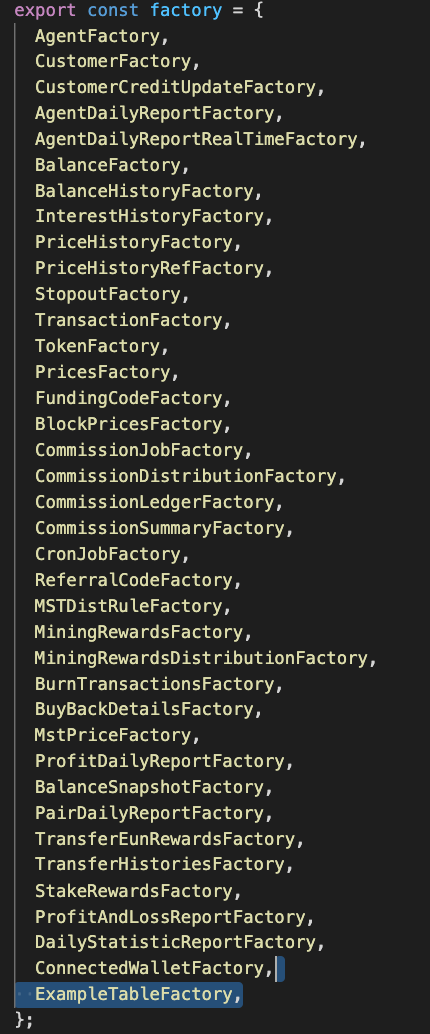 export const factory = {
AgentFactory,
CustomerFactory,
CustomerCreditUpdateFactory,
AgentDailyReportFactory,
AgentDailyReportRealTimeFactory,
BalanceFactory,
BalanceHistoryFactory,
InterestHistoryFactory,
PriceHistoryFactory,
PriceHistoryRefFactory,
StopoutFactory,
TransactionFactory,
TokenFactory,
PricesFactory,
FundingCodeFactory,
BlockPricesFactory,
CommissionJobFactory,
CommissionDistributionFactory,
CommissionLedgerFactory,
CommissionSummaryFactory,
CronJobFactory,
ReferralCodeFactory,
MSTDistRuleFactory,
MiningRewardsFactory,
MiningRewardsDistributionFactory,
BurnTransactionsFactory,
BuyBackDetailsFactory,
MstPriceFactory,
ProfitDailyReportFactory,
BalanceSnapshotFactory,
PairDailyReportFactory,
TransferEunRewardsFactory,
TransferHistoriesFactory,
StakeRewardsFactory,
ProfitAndLossReportFactory,
DailyStatisticReportFactory,
ConnectedWalletFactory,
ExampleTableFactory,
};